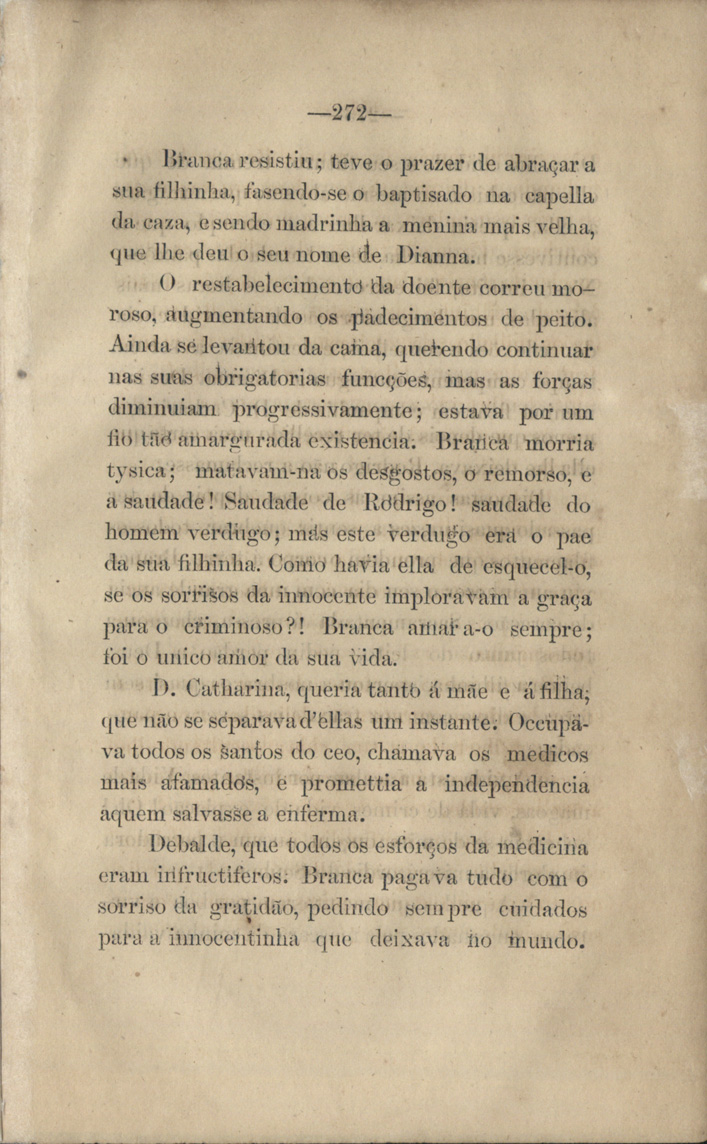 —272—
Branca resistiu; teve o prazer de abraçar a
sua filhinha, fasendo-se o baptisado na capella
da caza, e sendo madrinha a menina mais velha,
que lhe deu o seu nome de Dianna.
O restabelecimento da doente correu mo-
roso, augmentando os padecimentos de peito.
Ainda se levantou da cama, querendo continuar
nas suas obrigatorias funcções, mas as forças
diminuiam progressivamente; estava por um
fio tão amargurada existencia. Branca morria
tysica; matavam-na os desgostos, o remorso, e
a saudade! Saudade de Rodrigo! saudade do
homem verdugo; mas este verdugo era o pae
da sua filhinha. Como havia ella de esquecel-o,
se os sorrisos da innocente imploravam a graça
para o criminoso?! Branca amara-o sempre;
foi o unico amor da sua vida.
D. Catharina, queria tanto á mãe e á filha,
que não se separava d'ellas um instante. Occupa-
va todos os santos do ceo, chamava os medicos
mais afamados, e promettia a independencia
aquem salvasse a enferma.
Debalde, que todos os esforços da medicina
eram infructiferos. Branca pagava tudo com o
sorriso da gratidão, pedindo sempre cuidados
para a innocentinha que deixava no mundo.